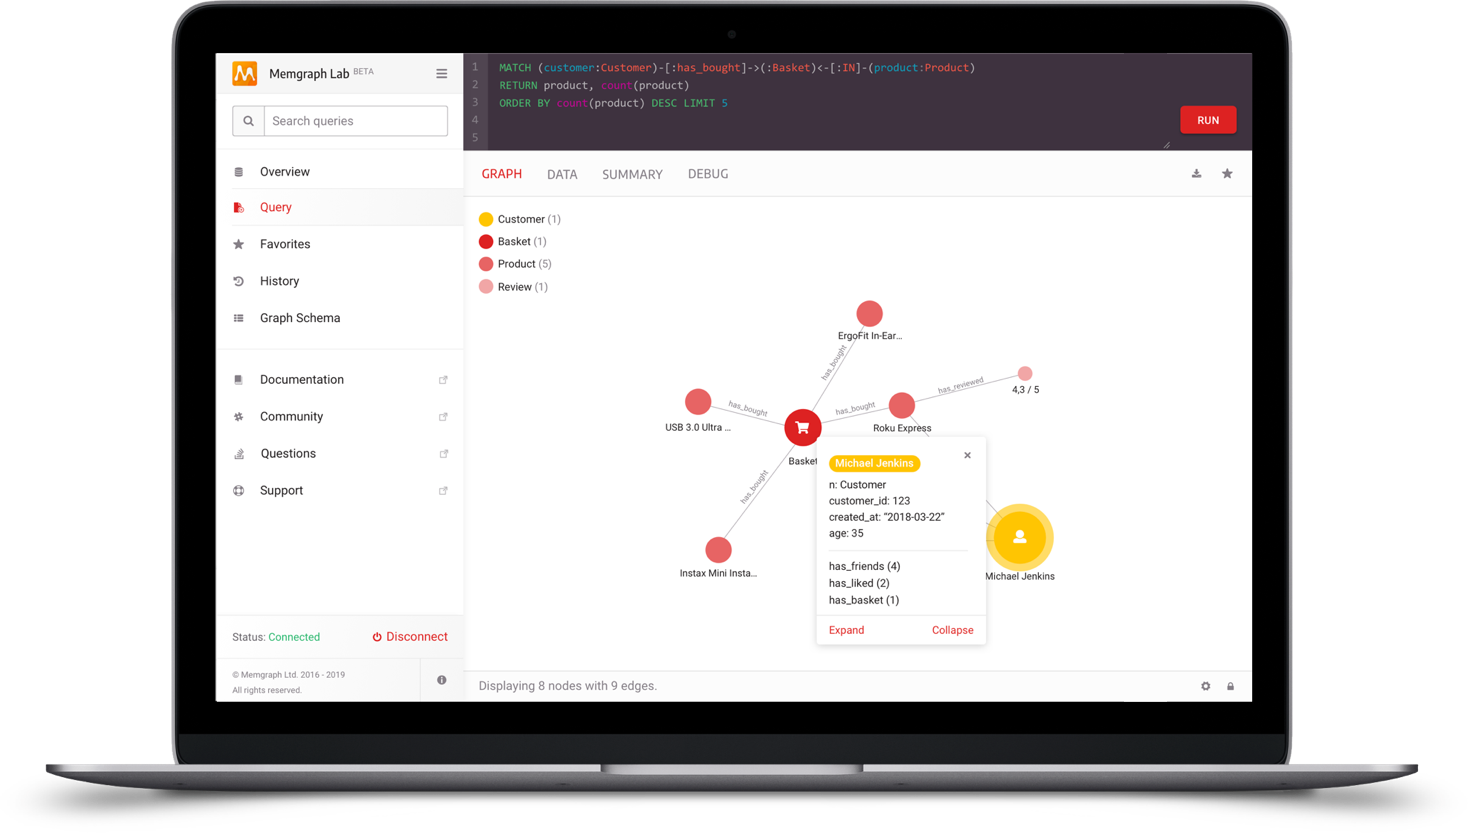 Memgraph Lab BETA
Search queries
Overview
Query
Favorites
History
Graph Schema
Documentation
Community
Questions
Support
Status: Connected
Disconnect
© Memgraph Ltd. 2016 - 2019
All rights reserved.
1 MATCH (customer:Customer)-[:has_bought]->(:Basket)<-[:IN]-(product:Product)
2 RETURN product, count(product)
3 ORDER BY count(product) DESC LIMIT 5
4
5
RUN
GRAPH DATA SUMMARY DEBUG
Customer (1)
Basket (1)
Product (5)
Review (1)
ErgoFit In-Ear...
has_bought
has_reviewed
4,3 / 5
has_bought
has_bought
USB 3.0 Ultra ...
Roku Express
Basket
has_bought
Instax Mini Insta...
Michael Jenkins
n: Customer
customer_id: 123
created_at: “2018-03-22”
age: 35
has_friends (4)
has_liked (2)
has_basket (1)
Expand Collapse
Michael Jenkins
Displaying 8 nodes with 9 edges.